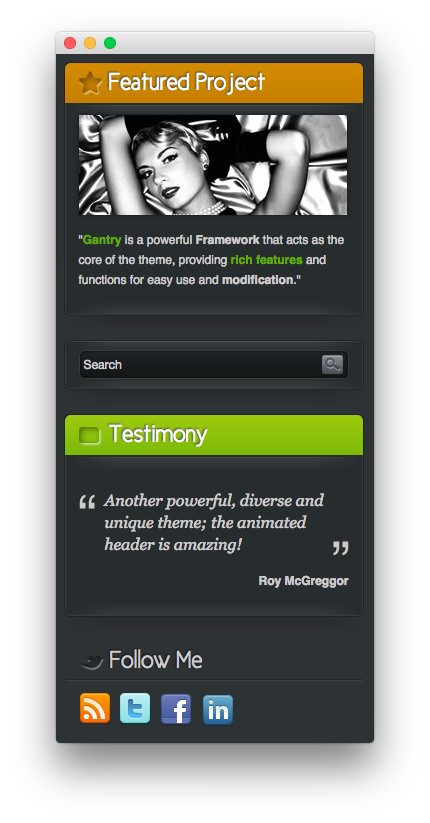 Featured Project
"Gantry is a powerful Framework that acts as the
core of the theme, providing rich features and
functions for easy use and modification."
Search
Testimony
“ Another powerful, diverse and
unique theme; the animated
header is amazing! ”
Roy McGreggor
Follow Me
t f in